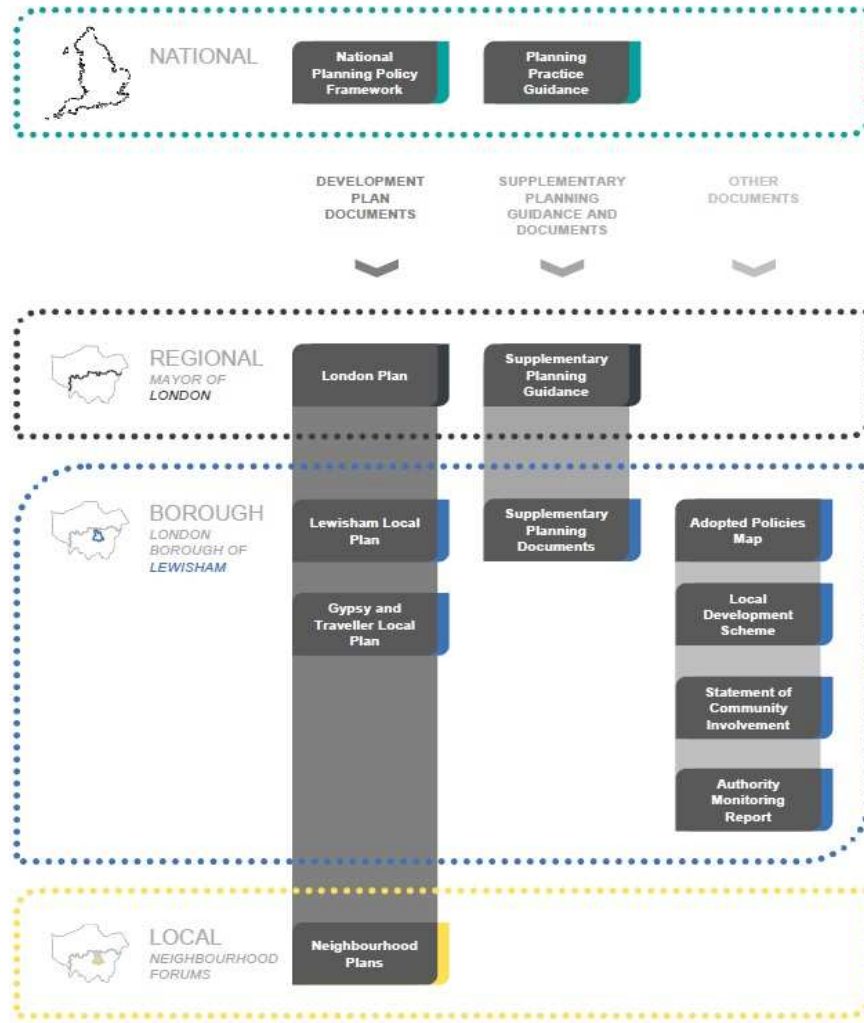 NATIONAL
National
Planning Policy
Framework
Planning
Practice
Guidance
DEVELOPMENT
PLAN
DOCUMENTS
SUPPLEMENTARY
PLANNING
GUIDANCE AND
DOCUMENTS
OTHER
DOCUMENTS
REGIONAL
MAYOR OF
LONDON
London Plan
Supplementary
Planning
Guidance
BOROUGH
LONDON
BOROUGH OF
LEWISHAM
Lewisham Local
Plan
Supplementary
Planning
Documents
Adopted Policies
Map
Gypsy and
Traveller Local
Plan
Local
Development
Scheme
Statement of
Community
Involvement
Authority
Monitoring
Report
LOCAL
NEIGHBOURHOOD
FORUMS
Neighbourhood
Plans